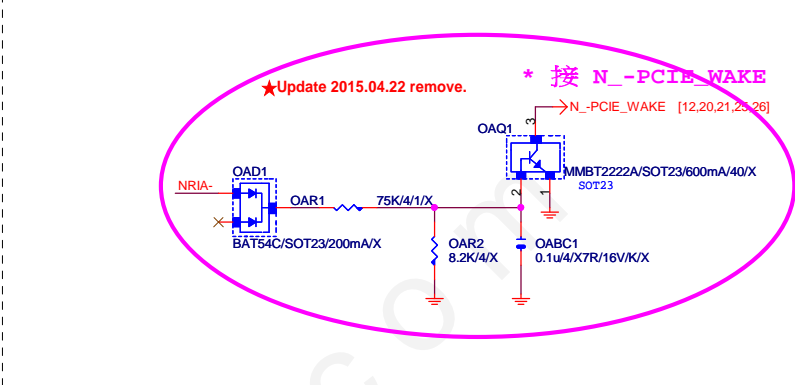 * 接 N_-PCIE_WAKE
★Update 2015.04.22 remove.
3
N_-PCIE_WAKE [12,20,21,25,26]
OAQ1
OAD1
MMBT2222A/SOT23/600mA/40/X
SOT23
NRIA-
OAR1 75K/4/1/X
2 1
BAT54C/SOT23/200mA/X
OAR2
8.2K/4/X
OABC1
0.1u/4/X7R/16V/K/X
com